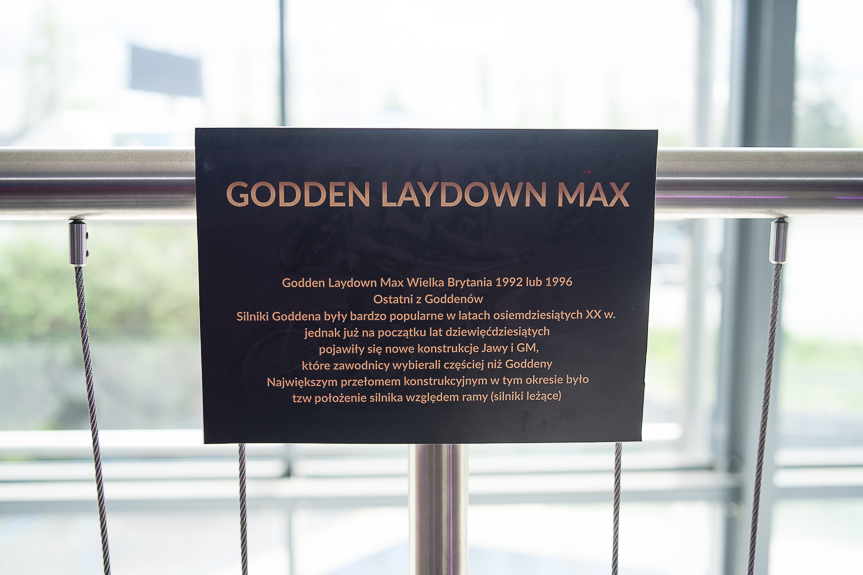 GODDEN LAYDOWN MAX
Godden Laydown Max Wielka Brytania 1992 lub 1996
Ostatni z Goddenów
Silniki Goddena były bardzo popularne w latach osiemdziesiątych XX w.
jednak już na początku lat dziewięćdziesiątych
pojawiły się nowe konstrukcje Jawy i GM,
które zawodnicy wybierali częściej niż Goddeny
Największym przełomem konstrukcyjnym w tym okresie było
tzw położenie silnika względem ramy (silniki leżące)